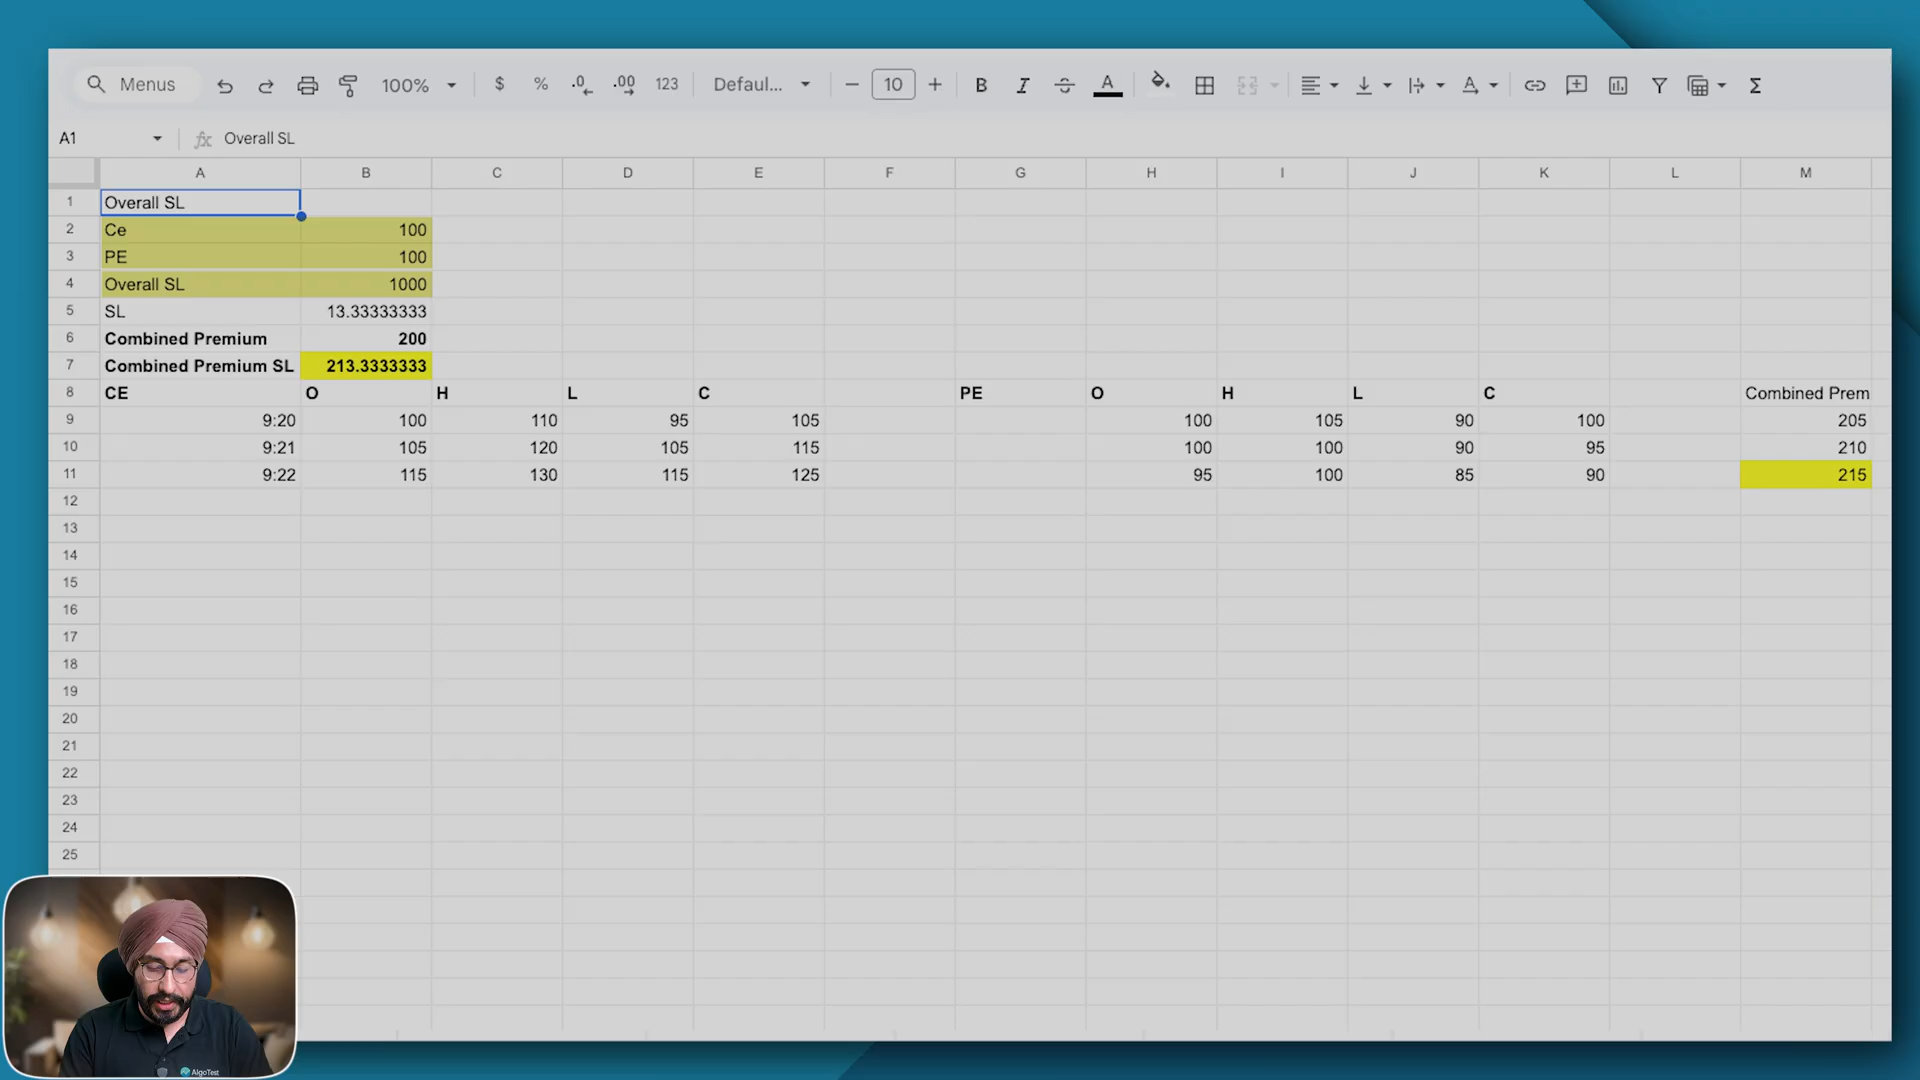 Menus 100% $ % .0 .00 123 Defaul... 10 B I A A Σ
A1 fx Overall SL
A B C D E F G H I J K L M
1 Overall SL
2 Ce 100
3 PE 100
4 Overall SL 1000
5 SL 13.33333333
6 Combined Premium 200
7 Combined Premium SL 213.3333333
8 CE O H L C PE O H L C Combined Prem
9 9:20 100 110 95 105 100 105 90 100 205
10 9:21 105 120 105 115 100 100 90 95 210
11 9:22 115 130 115 125 95 100 85 90 215
12
13
14
15
16
17
18
19
20
21
22
23
24
25
AlgoTest